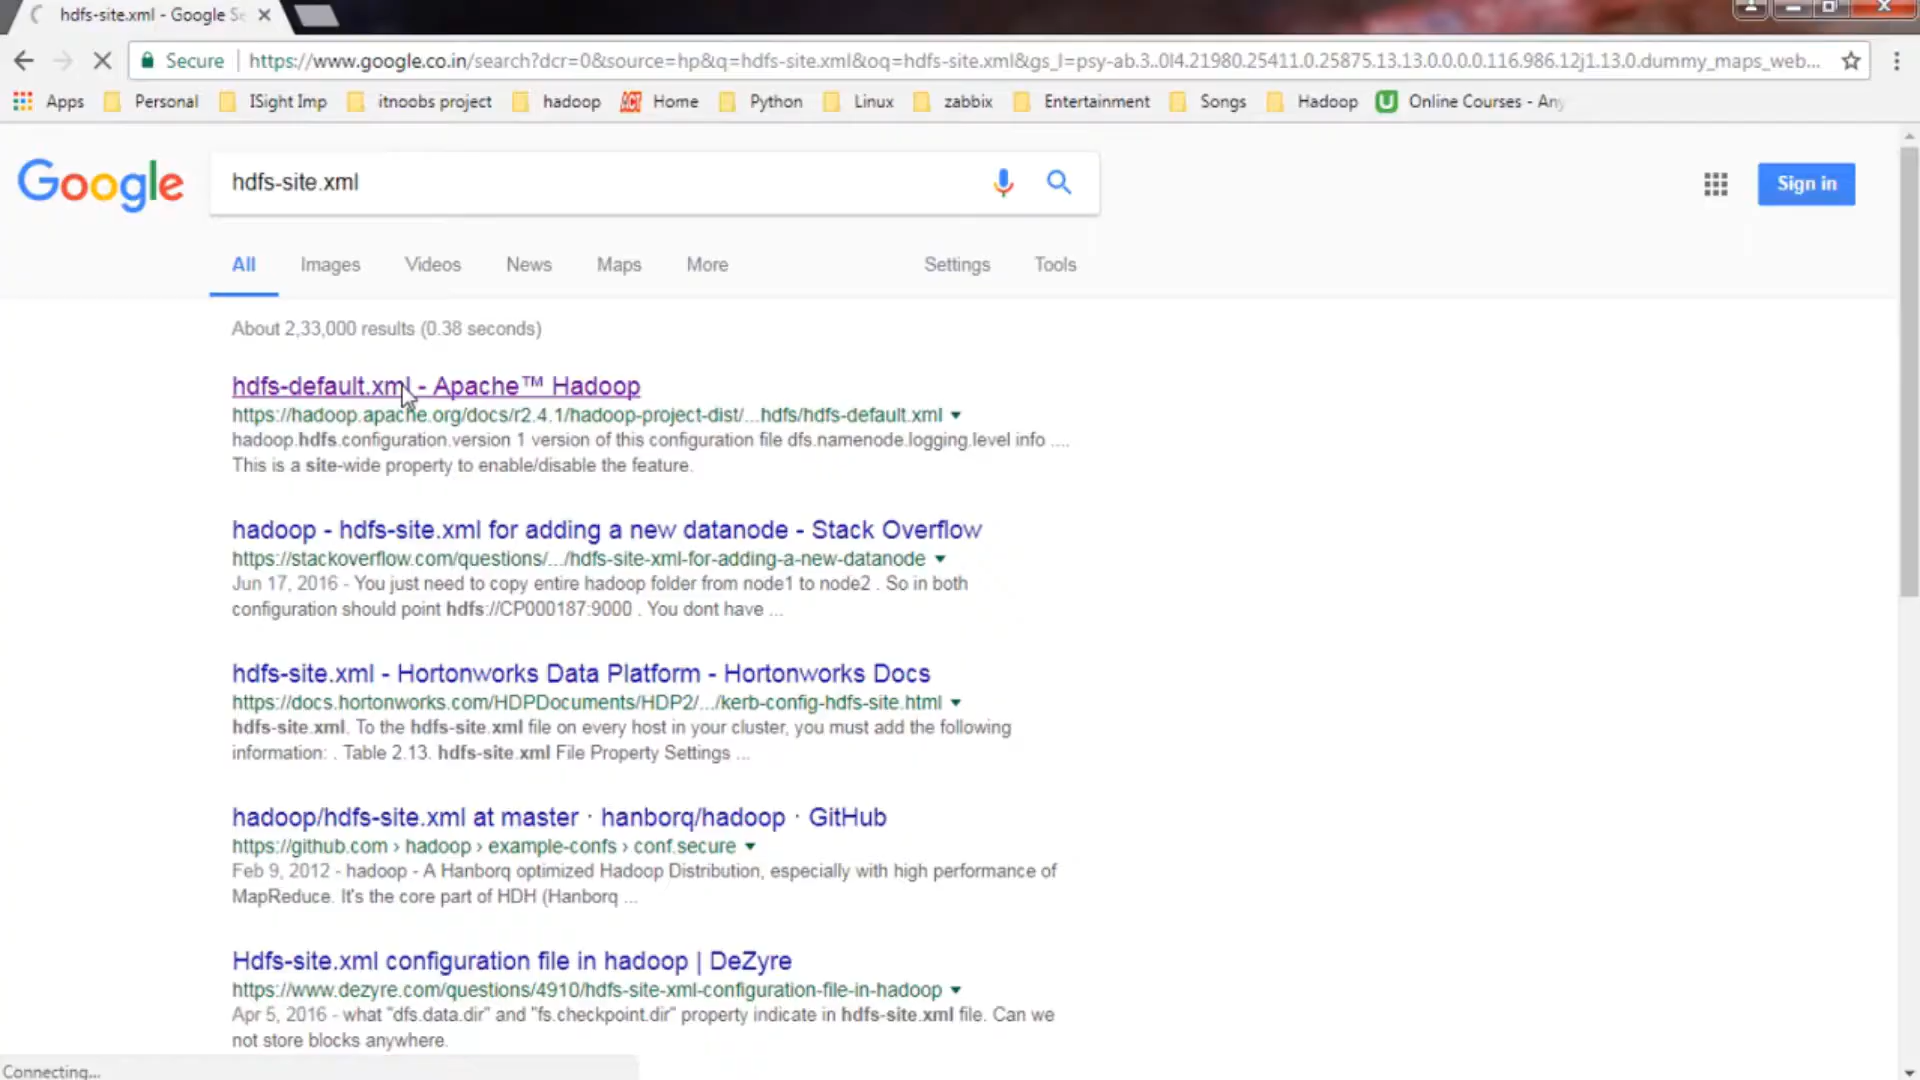 hdfs-site.xml - Google Se
Secure | https://www.google.co.in/search?dcr=0&source=hp&q=hdfs-site.xml&oq=hdfs-site.xml&gs_l=psy-ab.3..0l4.21980.25411.0.25875.13.13.0.0.0.0.116.986.12j1.13.0.dummy_maps_web...
Apps Personal ISight Imp itnoobs project hadoop ACT Home Python Linux zabbix Entertainment Songs Hadoop U Online Courses - Any
Google hdfs-site.xml Sign in
All Images Videos News Maps More Settings Tools
About 2,33,000 results (0.38 seconds)
hdfs-default.xml - Apache™ Hadoop
https://hadoop.apache.org/docs/r2.4.1/hadoop-project-dist/...hdfs/hdfs-default.xml
hadoop.hdfs.configuration.version 1 version of this configuration file dfs.namenode.logging.level info ....
This is a site-wide property to enable/disable the feature.
hadoop - hdfs-site.xml for adding a new datanode - Stack Overflow
https://stackoverflow.com/questions/.../hdfs-site-xml-for-adding-a-new-datanode
Jun 17, 2016 - You just need to copy entire hadoop folder from node1 to node2 . So in both
configuration should point hdfs://CP000187:9000 . You dont have ...
hdfs-site.xml - Hortonworks Data Platform - Hortonworks Docs
https://docs.hortonworks.com/HDPDocuments/HDP2/.../kerb-config-hdfs-site.html
hdfs-site.xml. To the hdfs-site.xml file on every host in your cluster, you must add the following
information: . Table 2.13. hdfs-site.xml File Property Settings ...
hadoop/hdfs-site.xml at master · hanborq/hadoop · GitHub
https://github.com › hadoop › example-confs › conf.secure
Feb 9, 2012 - hadoop - A Hanborq optimized Hadoop Distribution, especially with high performance of
MapReduce. It's the core part of HDH (Hanborq ...
Hdfs-site.xml configuration file in hadoop | DeZyre
https://www.dezyre.com/questions/4910/hdfs-site-xml-configuration-file-in-hadoop
Apr 5, 2016 - what "dfs.data.dir" and "fs.checkpoint.dir" property indicate in hdfs-site.xml file. Can we
not store blocks anywhere.
Connecting...